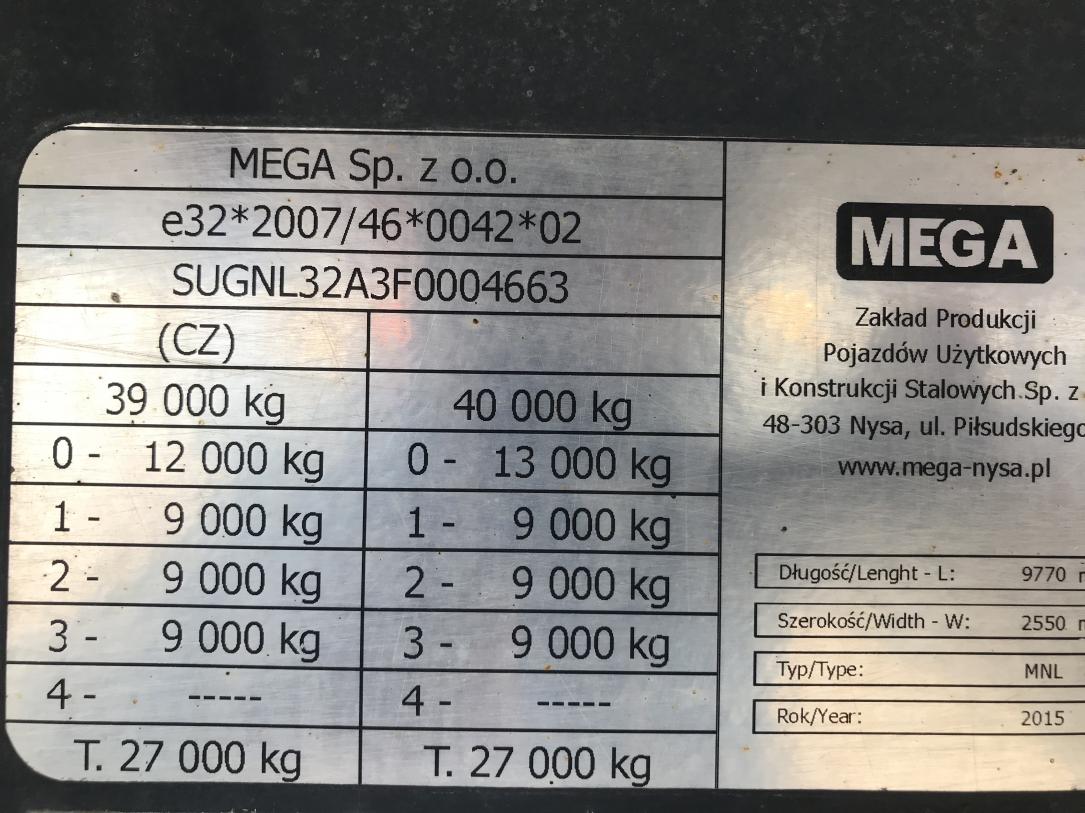 MEGA Sp. z o.o.
e32*2007/46*0042*02
SUGNL32A3F0004663
(CZ)
39 000 kg 40 000 kg
0 - 12 000 kg 0 - 13 000 kg
1 - 9 000 kg 1 - 9 000 kg
2 - 9 000 kg 2 - 9 000 kg
3 - 9 000 kg 3 - 9 000 kg
4 - ----- 4 - -----
T. 27 000 kg T. 27 000 kg
MEGA
Zakład Produkcji
Pojazdów Użytkowych
i Konstrukcji Stalowych Sp. z
48-303 Nysa, ul. Piłsudskiego
www.mega-nysa.pl
Długość/Lenght - L: 9770
Szerokość/Width - W: 2550
Typ/Type: MNL
Rok/Year: 2015